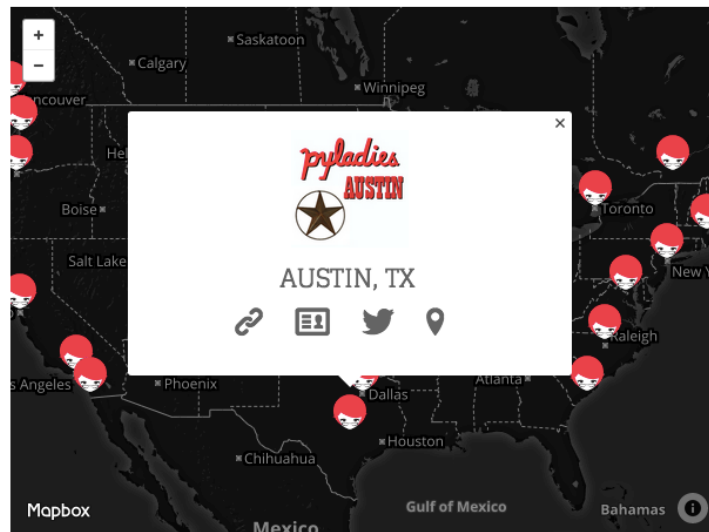 +
−
Saskatoon
Calgary
Winnipeg
ncouver
He
Boise
Salt Lake
×
pyladies
AUSTIN
AUSTIN, TX
Toronto
New Y
Raleigh
s Angeles
Phoenix
Dallas
Atlanta
Houston
Chihuahua
Mapbox
Mexico
Gulf of Mexico
Bahamas
i